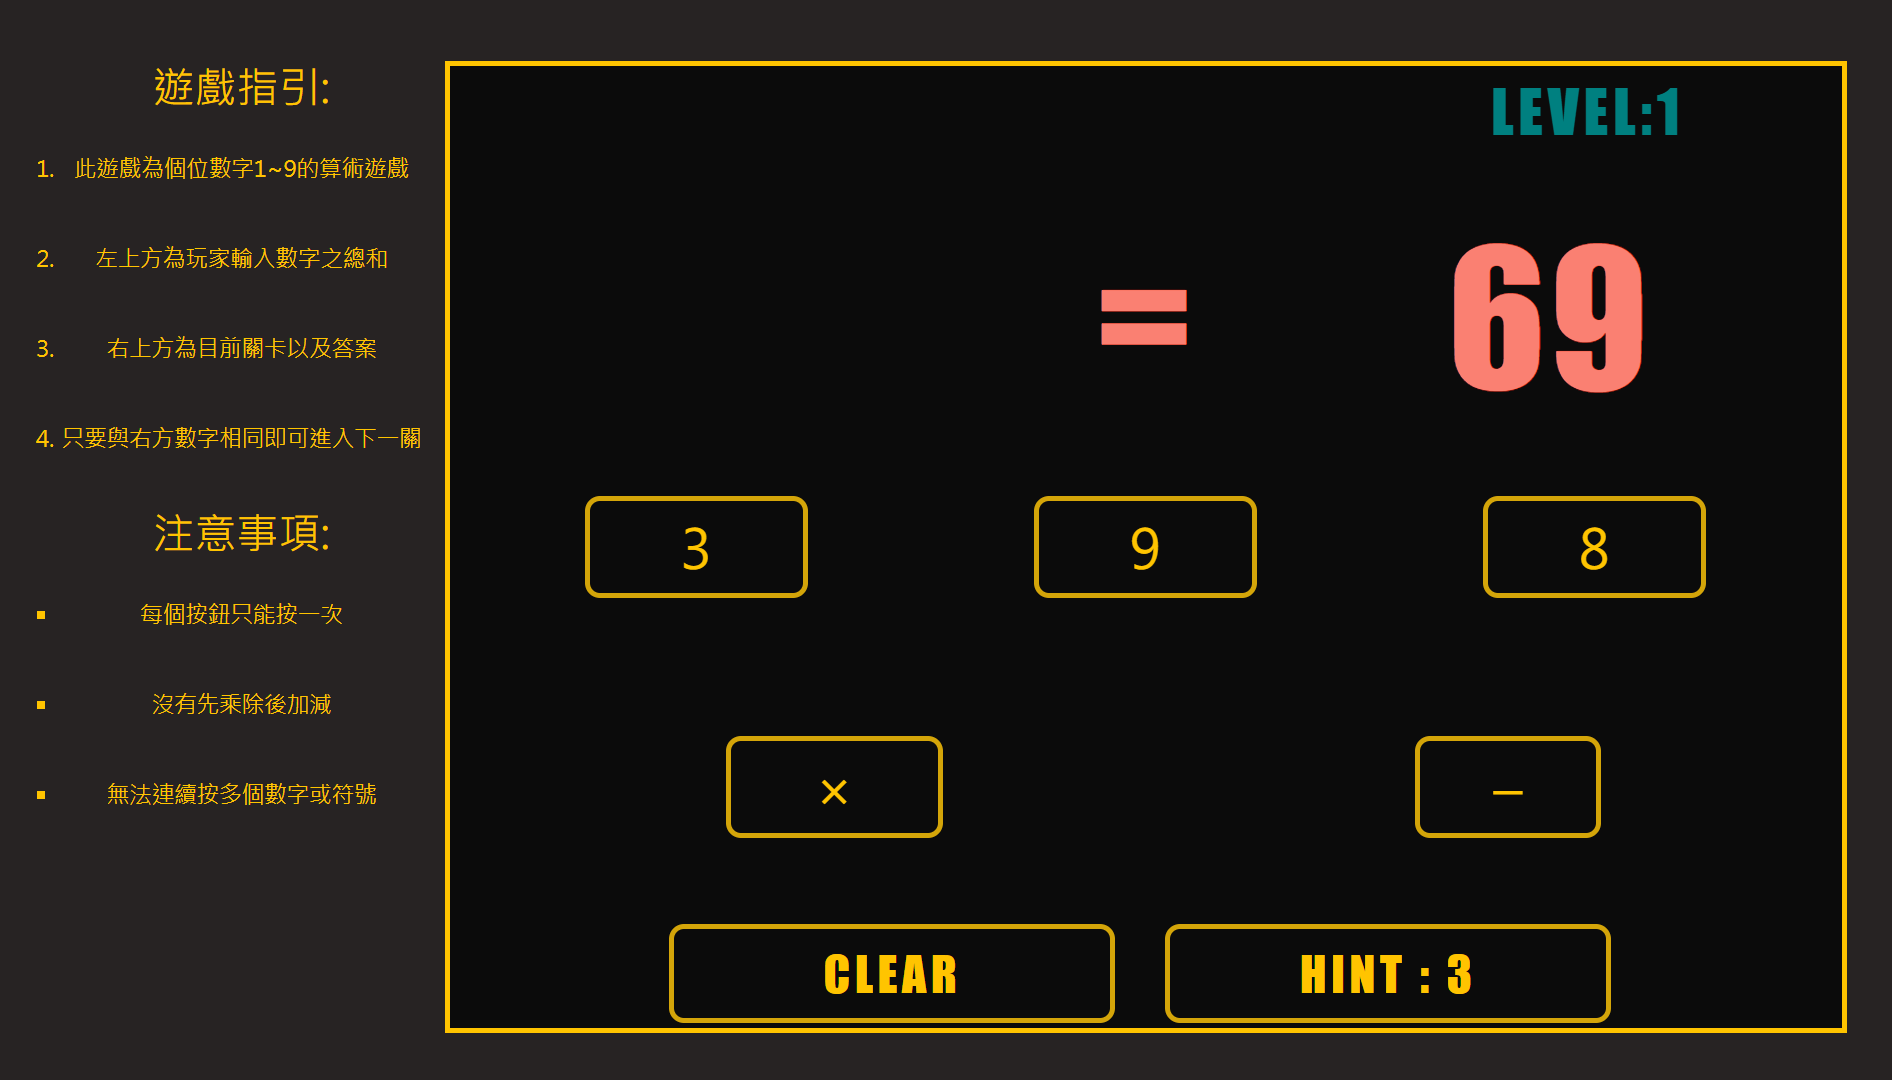 遊戲指引:
1. 此遊戲為個位數字1~9的算術遊戲
2. 左上方為玩家輸入數字之總和
3. 右上方為目前關卡以及答案
4. 只要與右方數字相同即可進入下一關
注意事項:
▪ 每個按鈕只能按一次
▪ 沒有先乘除後加減
▪ 無法連續按多個數字或符號
LEVEL:1
= 69
3 9 8
× −
CLEAR HINT : 3